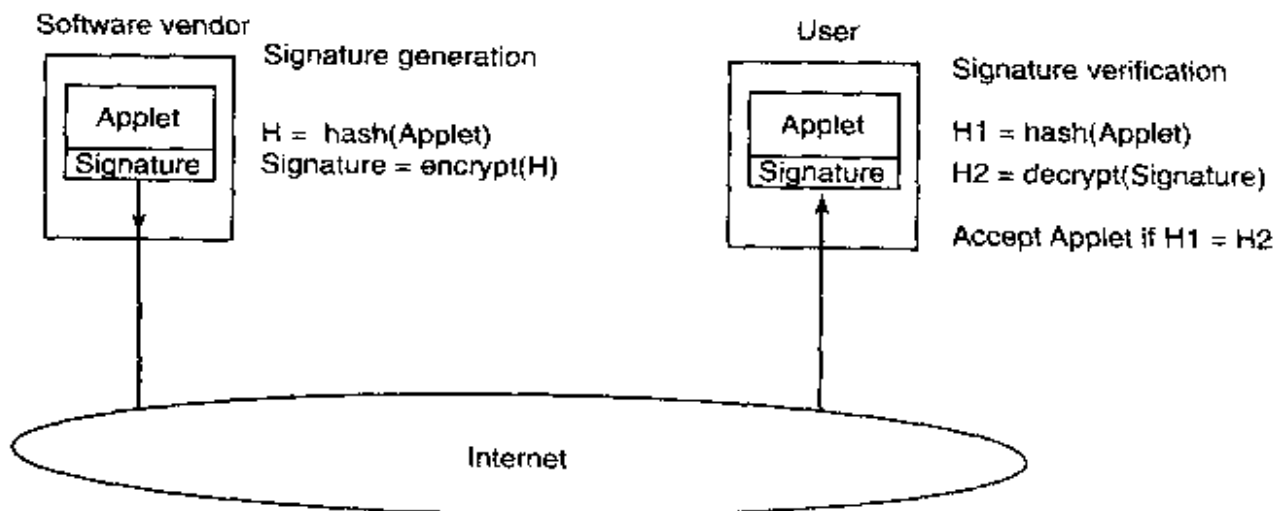 Software vendor
Signature generation
Applet
Signature
H = hash(Applet)
Signature = encrypt(H)
User
Signature verification
Applet
Signature
H1 = hash(Applet)
H2 = decrypt(Signature)
Accept Applet if H1 = H2
Internet